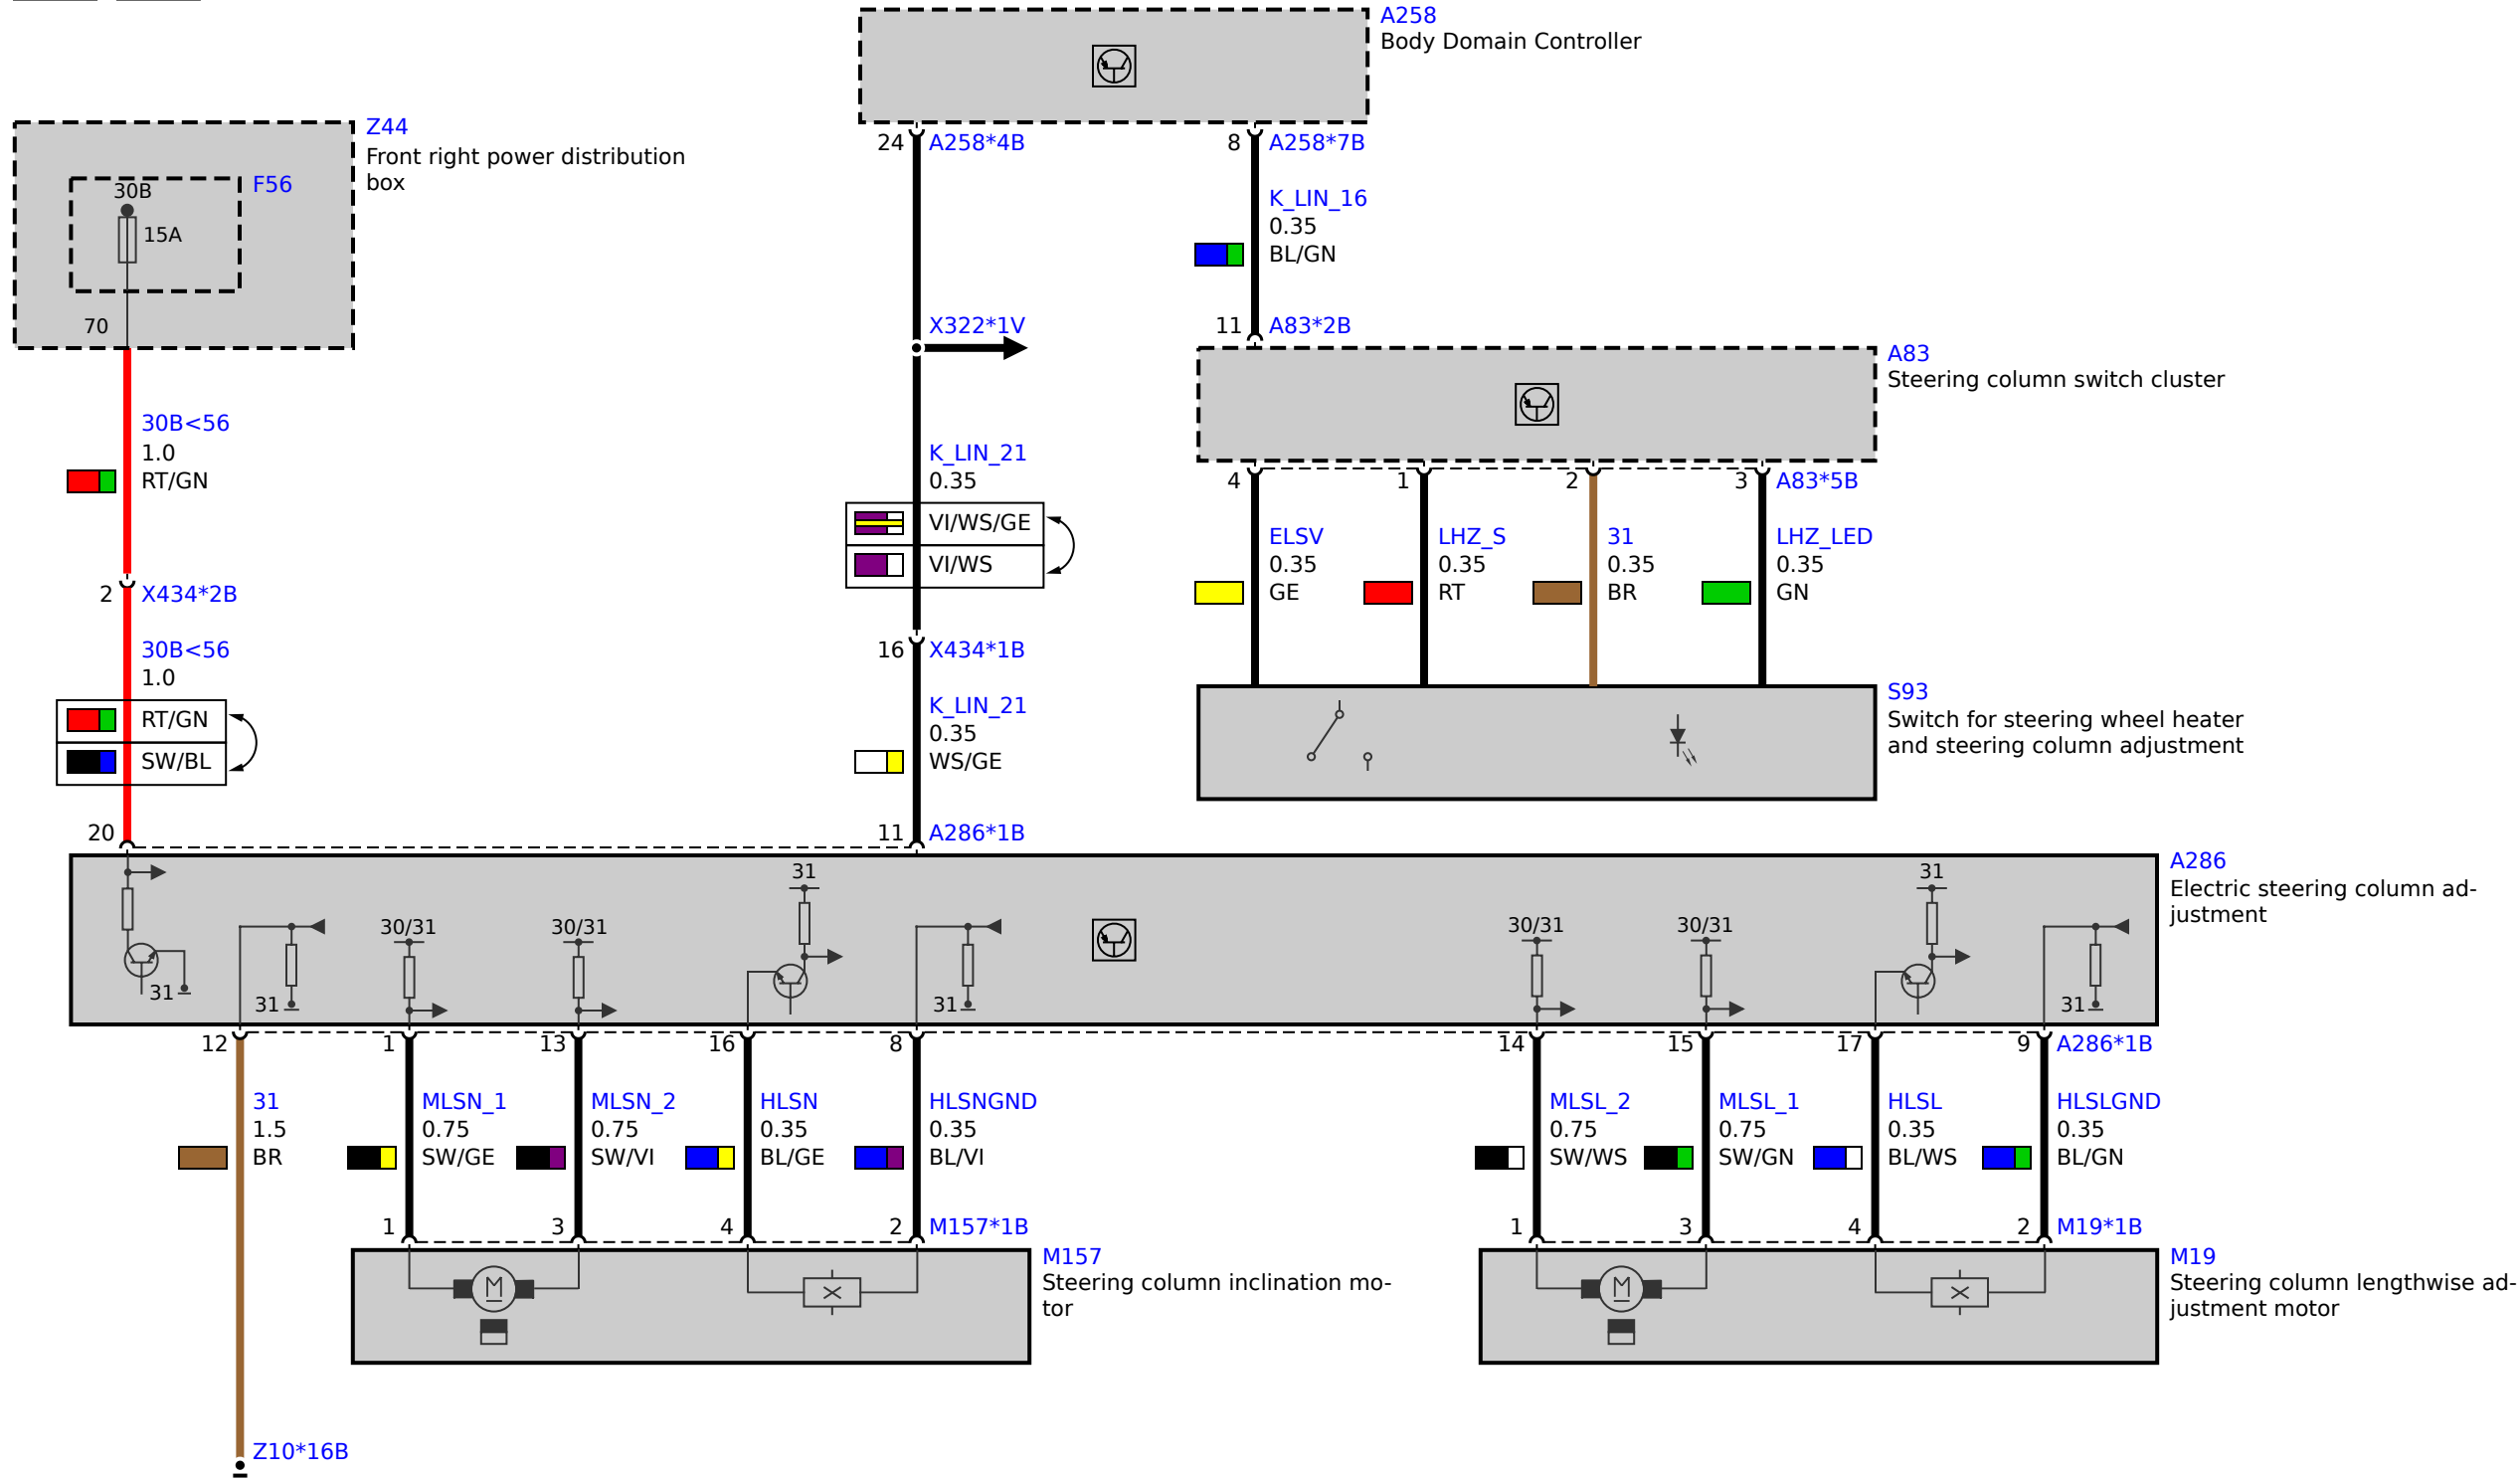 A258
Body Domain Controller
24
A258*4B
8
A258*7B
Z44
Front right power distribution
box
F56
30B
15A
70
K_LIN_16
0.35
BL/GN
X322*1V
11
A83*2B
A83
Steering column switch cluster
30B<56
1.0
RT/GN
K_LIN_21
0.35
VI/WS/GE
VI/WS
4
1
2
3
A83*5B
ELSV
0.35
GE
LHZ_S
0.35
RT
31
0.35
BR
LHZ_LED
0.35
GN
2
X434*2B
30B<56
1.0
RT/GN
SW/BL
16
X434*1B
K_LIN_21
0.35
WS/GE
S93
Switch for steering wheel heater
and steering column adjustment
20
11
A286*1B
A286
Electric steering column ad-
justment
31
31
30/31
30/31
31
31
30/31
30/31
31
31
12
1
13
16
8
14
15
17
9
A286*1B
31
1.5
BR
MLSN_1
0.75
SW/GE
MLSN_2
0.75
SW/VI
HLSN
0.35
BL/GE
HLSNGND
0.35
BL/VI
MLSL_2
0.75
SW/WS
MLSL_1
0.75
SW/GN
HLSL
0.35
BL/WS
HLSLGND
0.35
BL/GN
1
3
4
2
M157*1B
1
3
4
2
M19*1B
M
M157
Steering column inclination mo-
tor
M
M19
Steering column lengthwise ad-
justment motor
Z10*16B